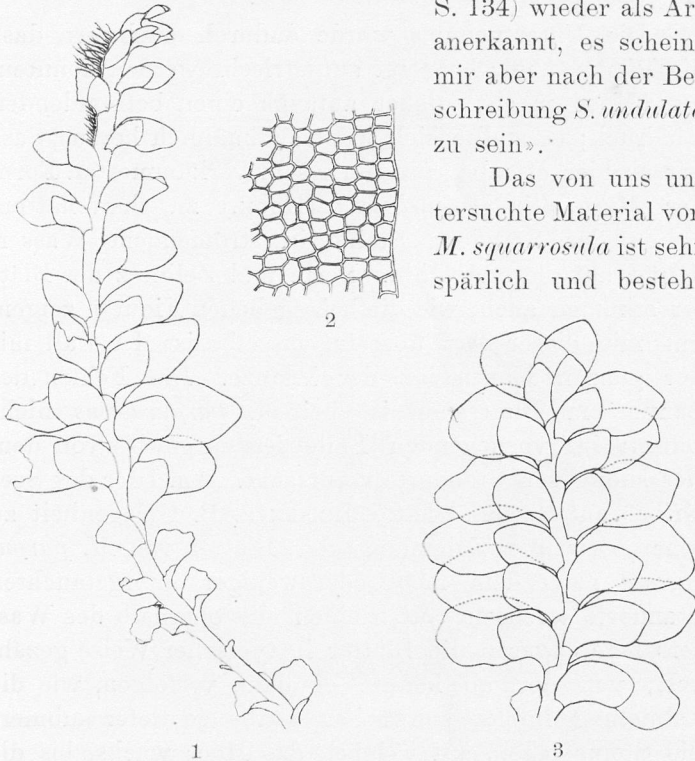 S. 134) wieder als Ar
anerkannt, es schein
mir aber nach der Be
schreibung S. undulata
zu sein».
Das von uns un
tersuchte Material von
M. squarrosula ist sehr
spärlich und besteh
2
1
3